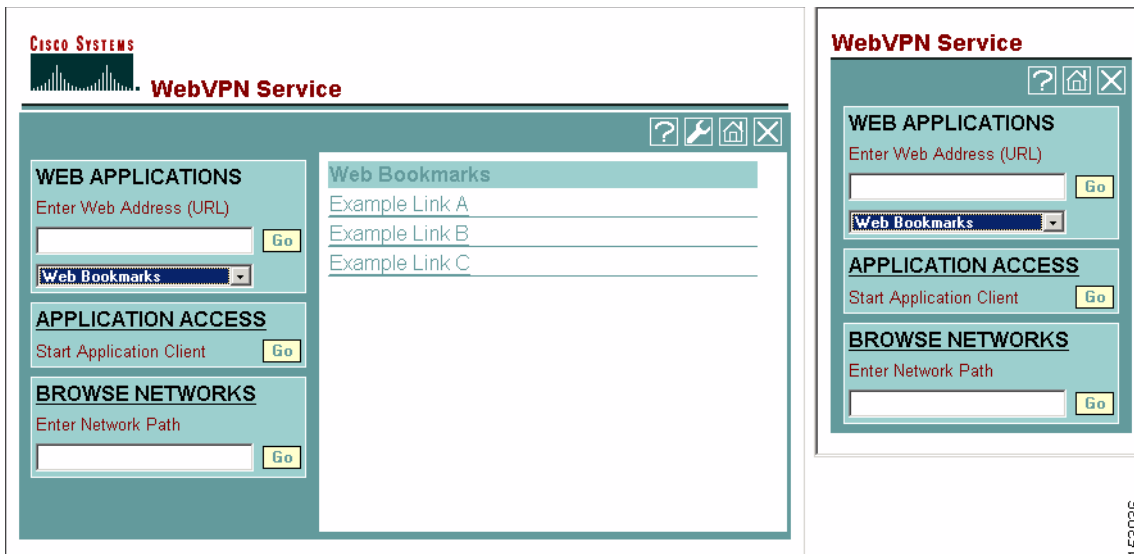 CISCO SYSTEMS
WebVPN Service
?
WEB APPLICATIONS
Enter Web Address (URL)
Go
Web Bookmarks
APPLICATION ACCESS
Start Application Client
Go
BROWSE NETWORKS
Enter Network Path
Go
Web Bookmarks
Example Link A
Example Link B
Example Link C
WebVPN Service
?
WEB APPLICATIONS
Enter Web Address (URL)
Go
Web Bookmarks
APPLICATION ACCESS
Start Application Client
Go
BROWSE NETWORKS
Enter Network Path
Go